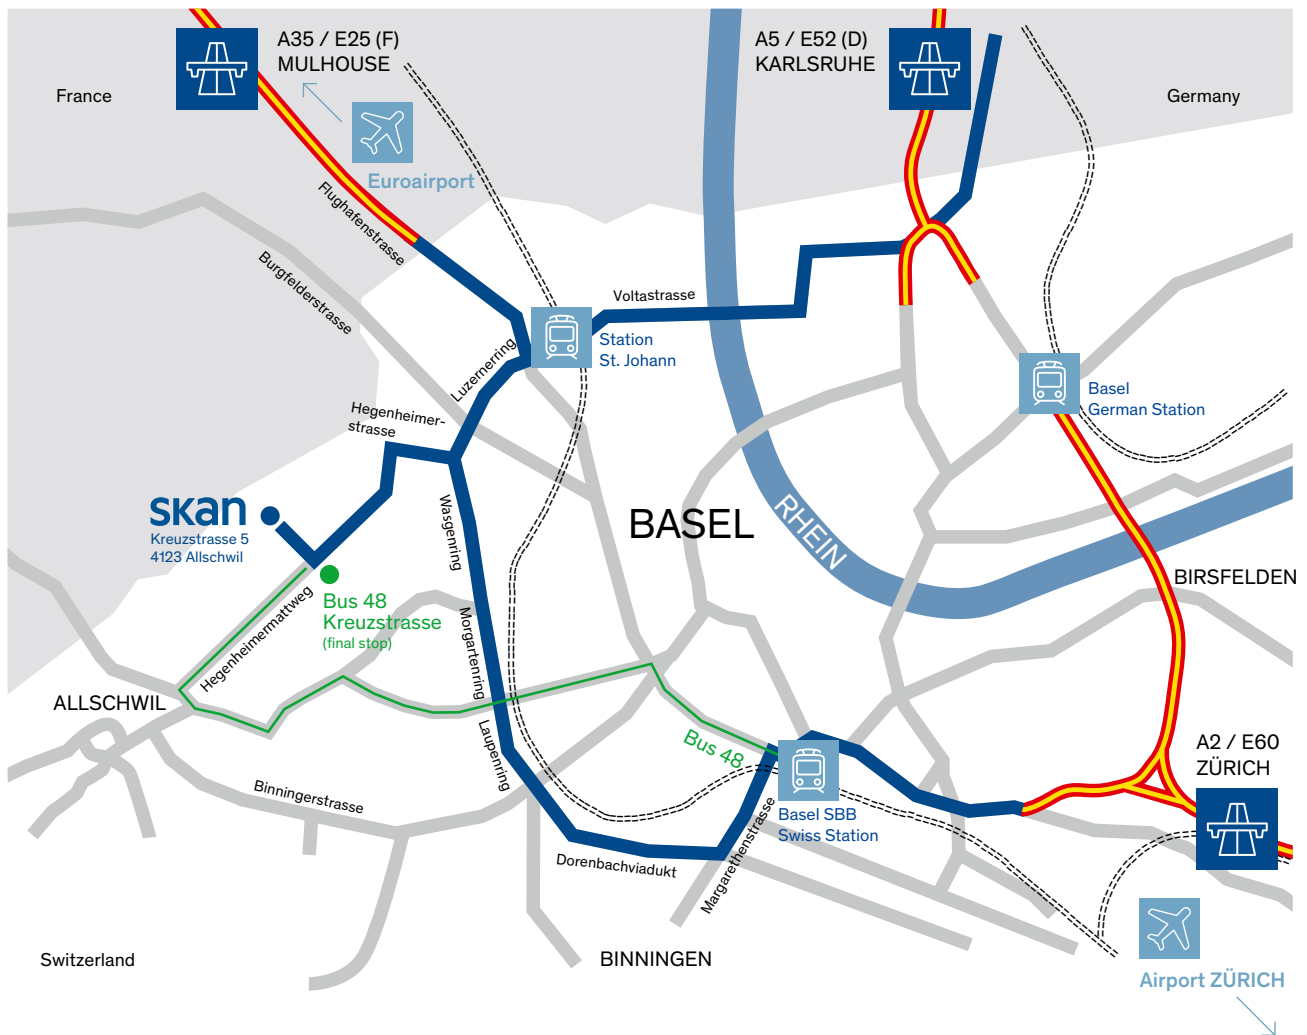 A35 / E25 (F)
MULHOUSE
A5 / E52 (D)
KARLSRUHE
France
Germany
Euroairport
Flughafenstrasse
Burgfelderstrasse
Voltastrasse
Station
St. Johann
Luzernerring
Basel
German Station
Hegenheimer-
strasse
skan
Kreuzstrasse 5
4123 Allschwil
Wasgenring
BASEL
RHEIN
BIRSFELDEN
Bus 48
Kreuzstrasse
(final stop)
Hegenheimermattweg
Morgartenring
ALLSCHWIL
Laupenring
Bus 48
A2 / E60
ZÜRICH
Binningerstrasse
Basel SBB
Swiss Station
Margarethenstrasse
Dorenbachviadukt
Switzerland
BINNINGEN
Airport ZÜRICH